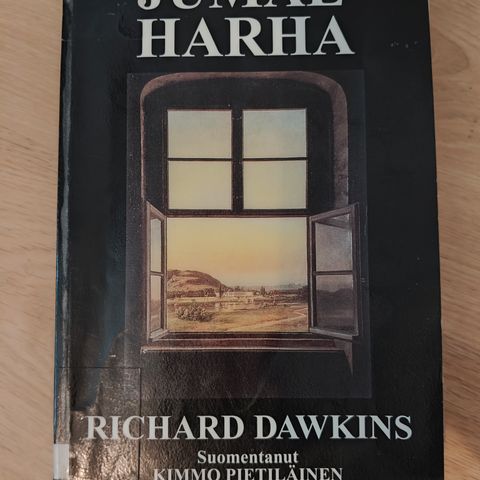 JUMAL
HARHA
RICHARD DAWKINS
Suomentanut
KIMMO PIETILÄINEN